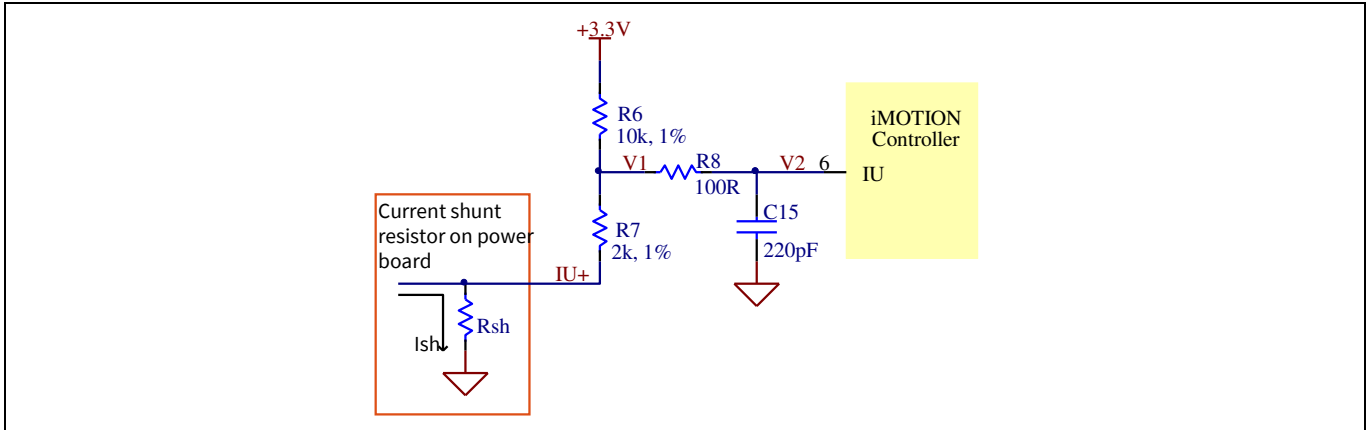 +3.3V
R6
10k, 1%
iMOTION
Controller
V1
R8
100R
V2
6
IU
C15
220pF
R7
2k, 1%
Current shunt
resistor on power
board
IU+
Rsh
Ish